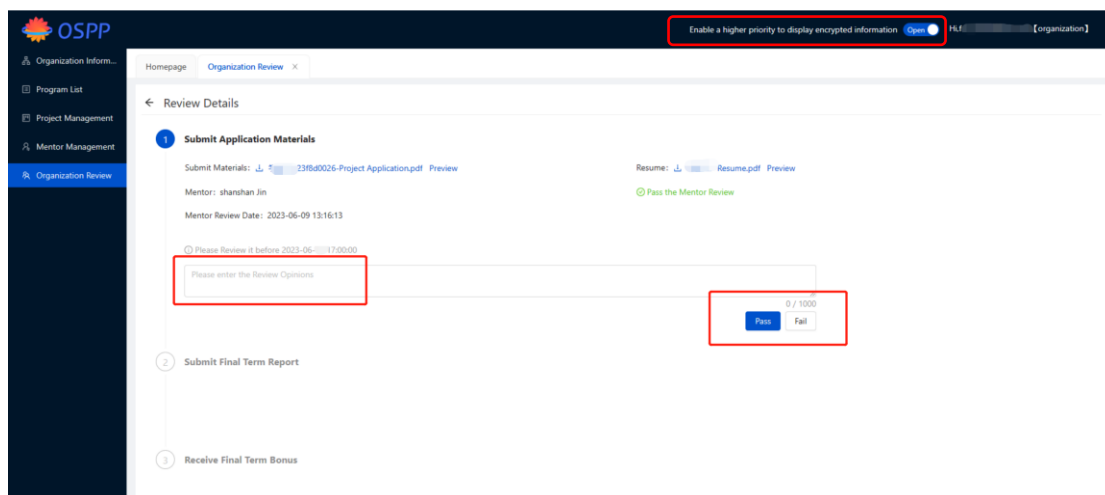 OSPP
Enable a higher priority to display encrypted information Open Hi,f 【organization】
Organization Inform...
Program List
Project Management
Mentor Management
Organization Review
Homepage Organization Review ×
← Review Details
1 Submit Application Materials
Submit Materials: 23f8d0026-Project Application.pdf Preview Resume: Resume.pdf Preview
Mentor: shanshan Jin Pass the Mentor Review
Mentor Review Date: 2023-06-09 13:16:13
Please Review it before 2023-06- 17:00:00
Please enter the Review Opinions
0 / 1000
Pass Fail
2 Submit Final Term Report
3 Receive Final Term Bonus